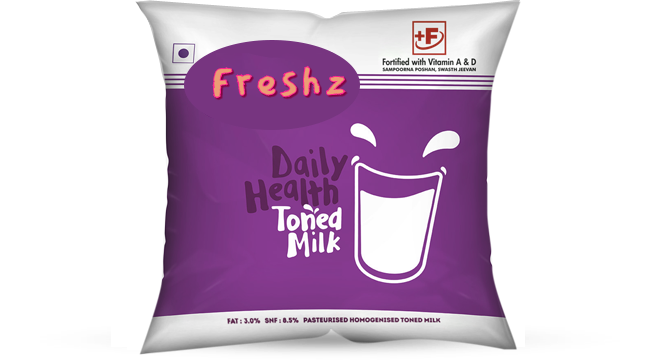 +F
Fortified with Vitamin A & D
SAMPOORNA POSHAN, SWASTH JEEVAN
Freshz
Daily
Health
Toned
Milk
FAT : 3.0% SNF : 8.5% PASTEURISED HOMOGENISED TONED MILK